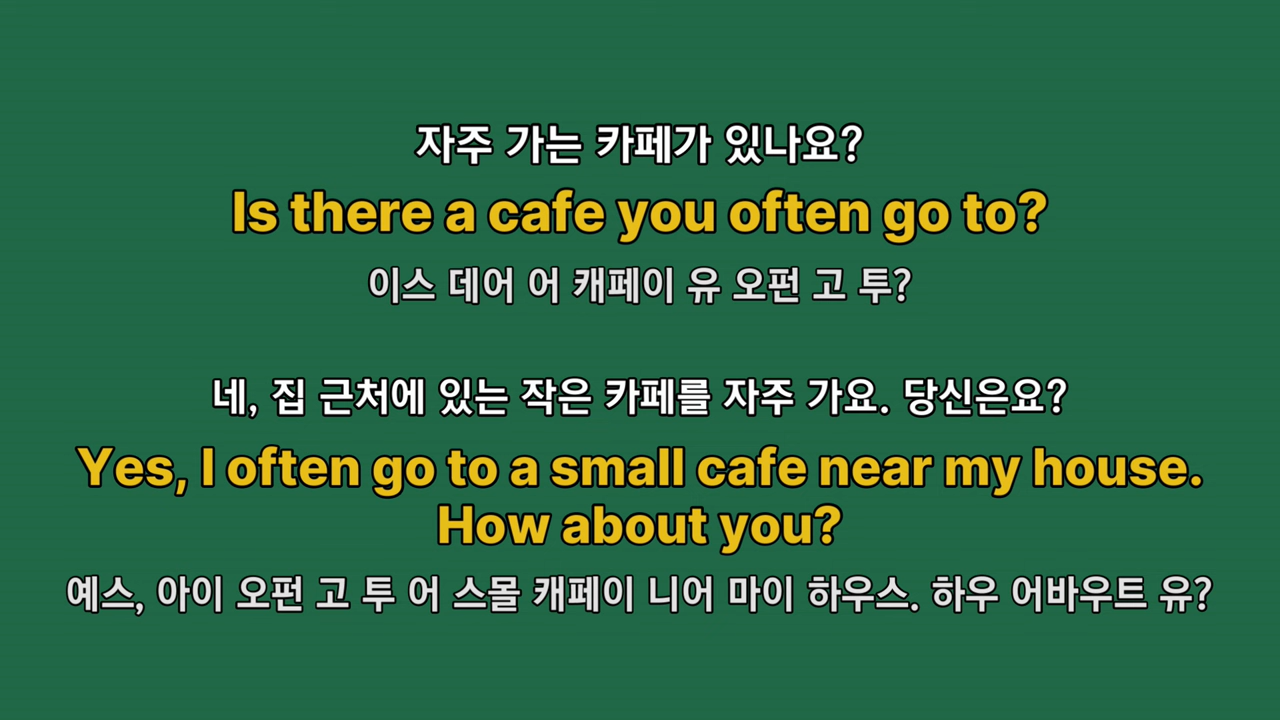 자주 가는 카페가 있나요?
Is there a cafe you often go to?
이스 데어 어 캐페이 유 오펀 고 투?
네, 집 근처에 있는 작은 카페를 자주 가요. 당신은요?
Yes, I often go to a small cafe near my house.
How about you?
예스, 아이 오펀 고 투 어 스몰 캐페이 니어 마이 하우스. 하우 어바우트 유?